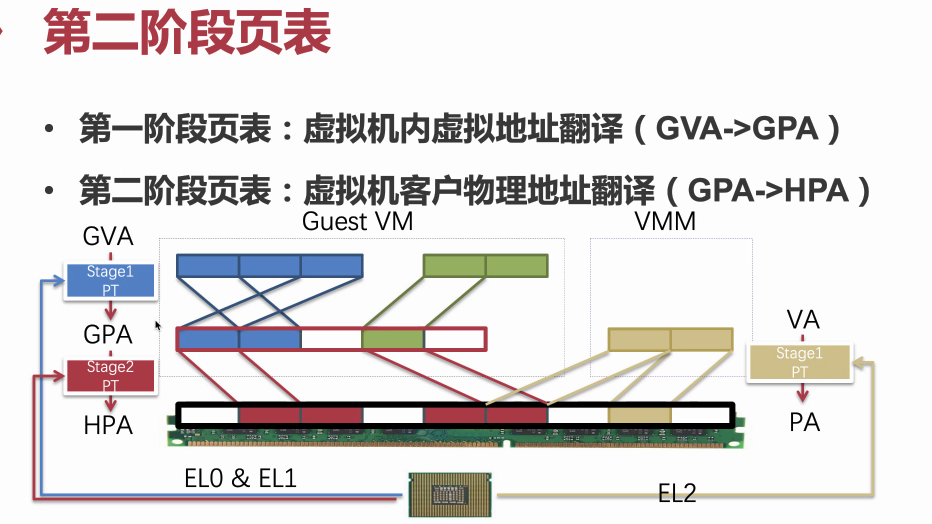 第二阶段页表
• 第一阶段页表：虚拟机内虚拟地址翻译（GVA->GPA）
• 第二阶段页表：虚拟机客户物理地址翻译（GPA->HPA）
Guest VM
VMM
GVA
Stage1
PT
GPA
Stage2
PT
HPA
VA
Stage1
PT
PA
EL0 & EL1
EL2